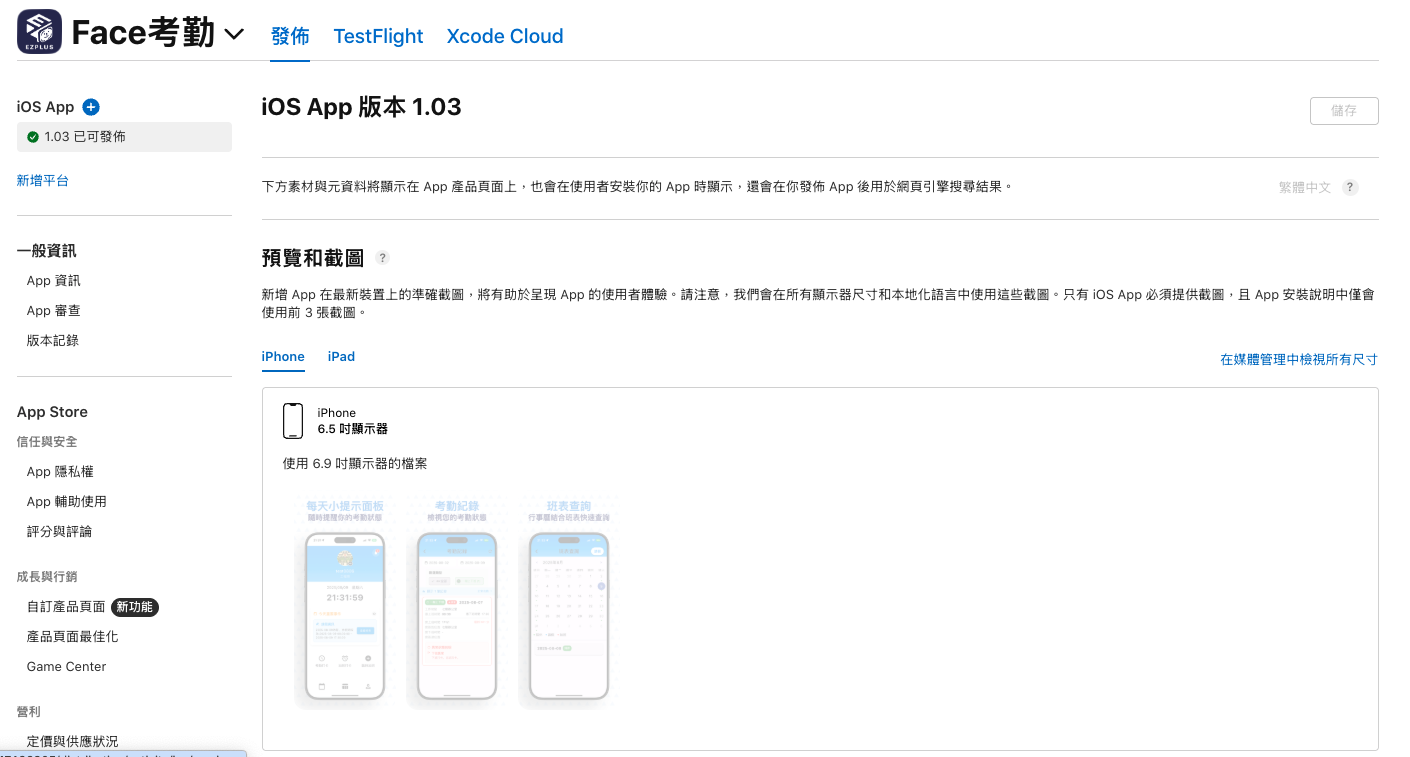 EZPLUS
Face考勤
發佈 TestFlight Xcode Cloud
iOS App
1.03 已可發佈
新增平台
一般資訊
App 資訊
App 審查
版本記錄
App Store
信任與安全
App 隱私權
App 輔助使用
評分與評論
成長與行銷
自訂產品頁面 新功能
產品頁面最佳化
Game Center
營利
定價與供應狀況
iOS App 版本 1.03
儲存
下方素材與元資料將顯示在 App 產品頁面上，也會在使用者安裝你的 App 時顯示，還會在你發佈 App 後用於網頁引擎搜尋結果。
繁體中文 ?
預覽和截圖 ?
新增 App 在最新裝置上的準確截圖，將有助於呈現 App 的使用者體驗。請注意，我們會在所有顯示器尺寸和本地化語言中使用這些截圖。只有 iOS App 必須提供截圖，且 App 安裝說明中僅會
使用前 3 張截圖。
iPhone iPad
在媒體管理中檢視所有尺寸
iPhone
6.5 吋顯示器
使用 6.9 吋顯示器的檔案
每天小提示面板
隨時提醒你的考勤狀態
21:31:59
考勤紀錄
檢視您的考勤狀態
班表查詢
行事曆結合班表快速查詢